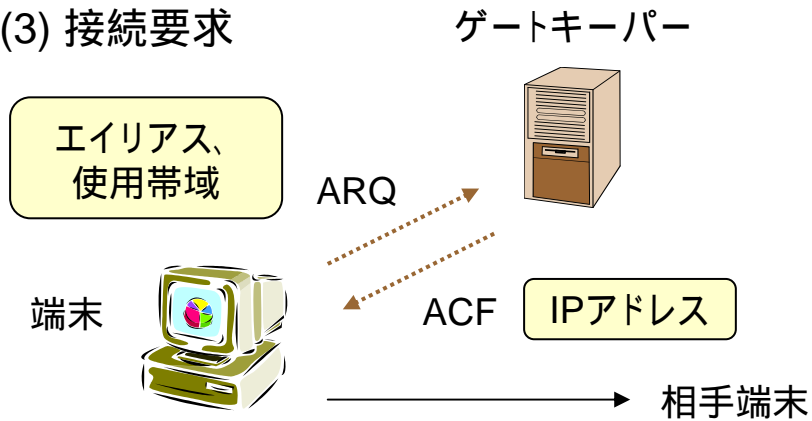 (3) 接続要求
ゲートキーパー
エイリアス、
使用帯域
ARQ
端末
ACF
IPアドレス
相手端末